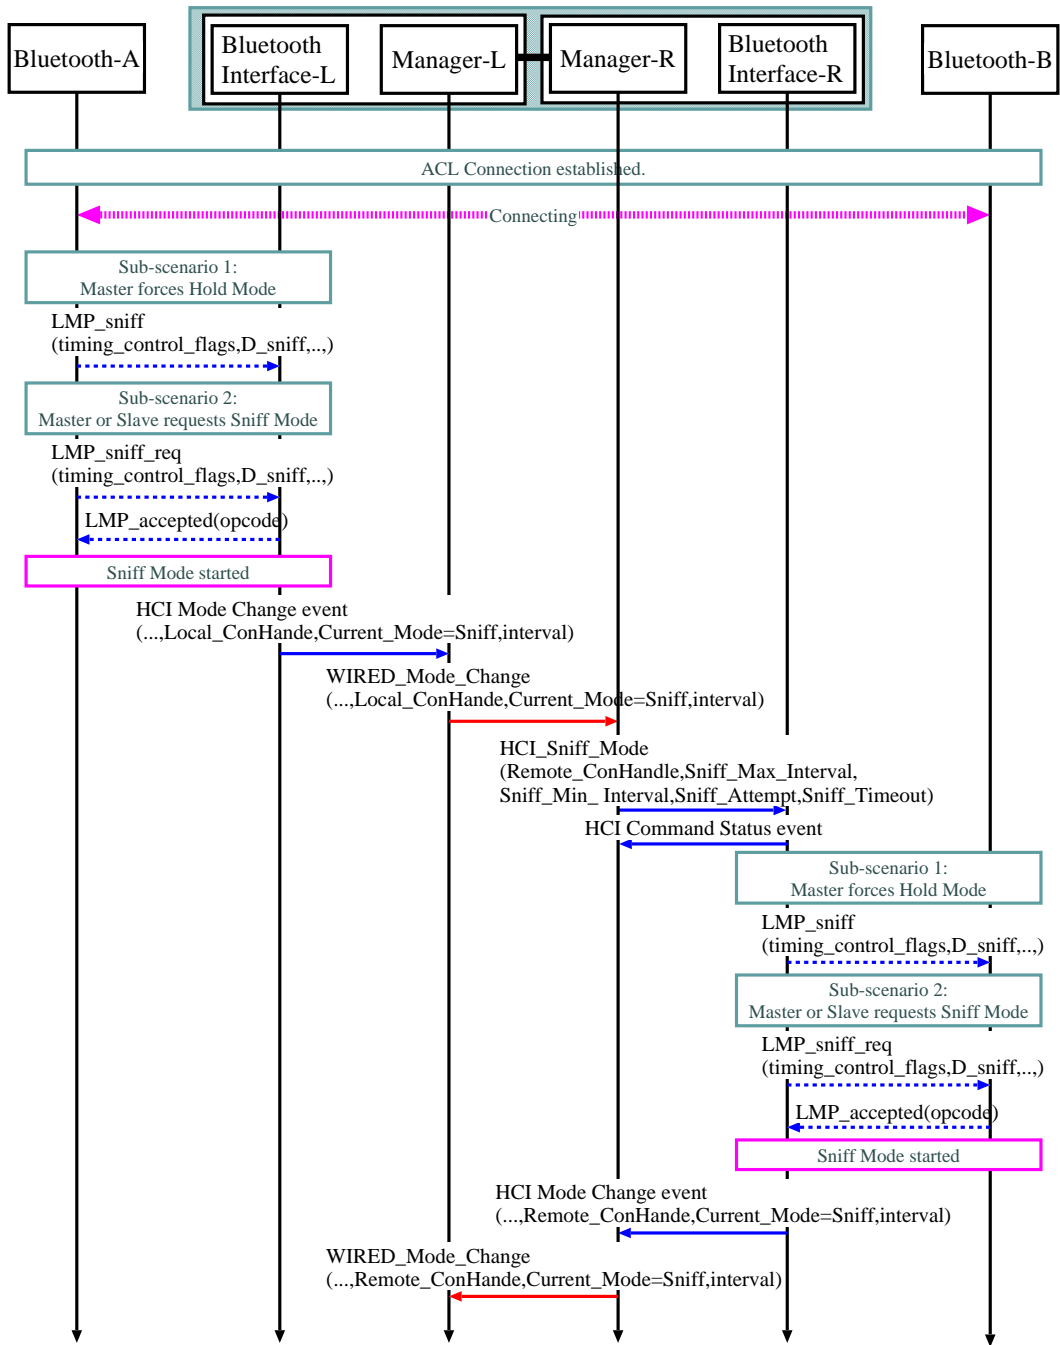 Bluetooth-A
Bluetooth
Interface-L
Manager-L
Manager-R
Bluetooth
Interface-R
Bluetooth-B
ACL Connection established.
Connecting
Sub-scenario 1:
Master forces Hold Mode
LMP_sniff
(timing_control_flags,D_sniff,..,)
Sub-scenario 2:
Master or Slave requests Sniff Mode
LMP_sniff_req
(timing_control_flags,D_sniff,..,)
LMP_accepted(opcode)
Sniff Mode started
HCI Mode Change event
(...,Local_ConHande,Current_Mode=Sniff,interval)
WIRED_Mode_Change
(...,Local_ConHande,Current_Mode=Sniff,interval)
HCI_Sniff_Mode
(Remote_ConHandle,Sniff_Max_Interval,
Sniff_Min_ Interval,Sniff_Attempt,Sniff_Timeout)
HCI Command Status event
Sub-scenario 1:
Master forces Hold Mode
LMP_sniff
(timing_control_flags,D_sniff,..,)
Sub-scenario 2:
Master or Slave requests Sniff Mode
LMP_sniff_req
(timing_control_flags,D_sniff,..,)
LMP_accepted(opcode)
Sniff Mode started
HCI Mode Change event
(...,Remote_ConHande,Current_Mode=Sniff,interval)
WIRED_Mode_Change
(...,Remote_ConHande,Current_Mode=Sniff,interval)